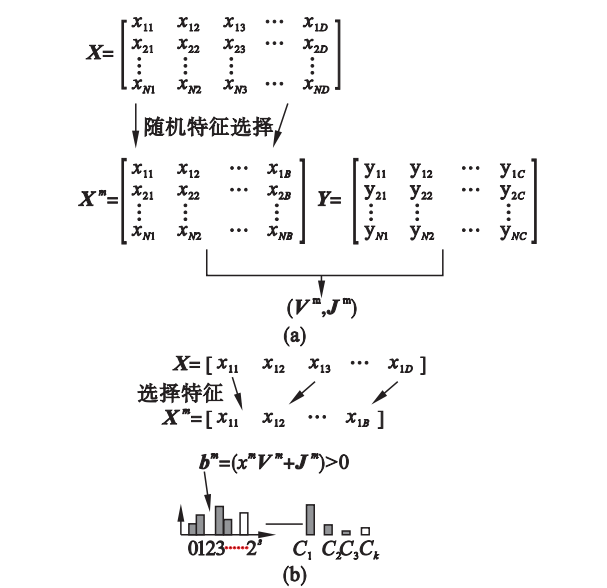 x₁₁ x₁₂ x₁₃ ··· x₁D
X= x₂₁ x₂₂ x₂₃ ··· x₂D
⋮ ⋮ ⋮ ⋮
xN1 xN2 xN3 ··· xND
随机特征选择
x₁₁ x₁₂ ··· x₁B y₁₁ y₁₂ ··· y₁C
Xᵐ= x₂₁ x₂₂ ··· x₂B Y= y₂₁ y₂₂ ··· y₂C
⋮ ⋮ ⋮ ⋮ ⋮ ⋮
xN1 xN2 ··· xNB yN1 yN2 ··· yNC
(Vᵐ,Jᵐ)
(a)
X=[ x₁₁ x₁₂ x₁₃ ··· x₁D ]
选择特征
Xᵐ=[ x₁₁ x₁₂ ··· x₁B ]
bᵐ=(xᵐVᵐ+Jᵐ)>0
0123······2ˢ C₁ C₂C₃Cₖ
(b)